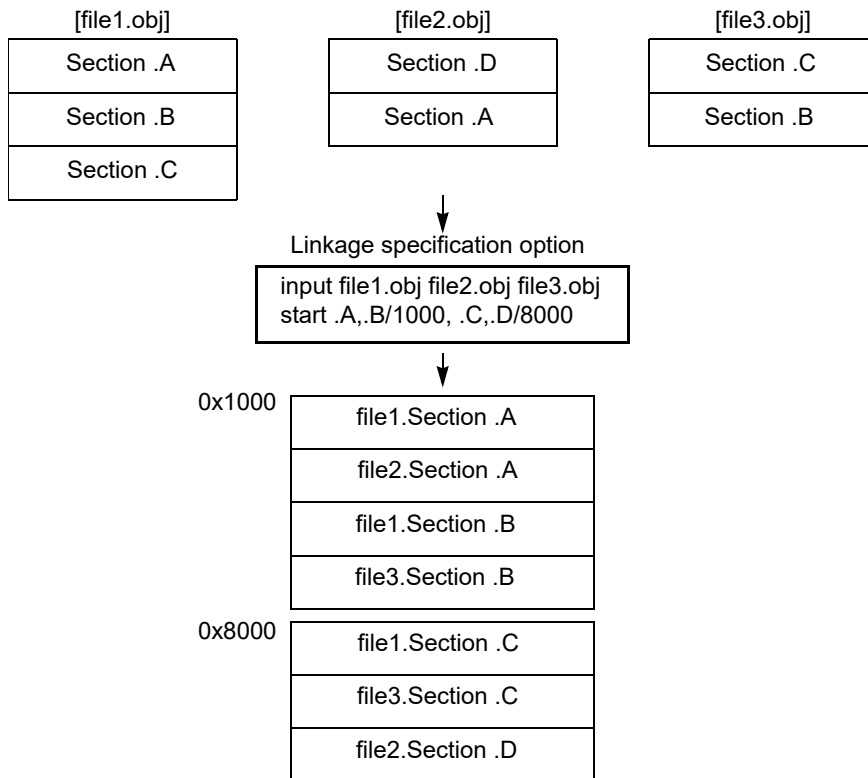 [file1.obj]
Section .A
Section .B
Section .C
[file2.obj]
Section .D
Section .A
[file3.obj]
Section .C
Section .B
Linkage specification option
input file1.obj file2.obj file3.obj
start .A,.B/1000, .C,.D/8000
0x1000
file1.Section .A
file2.Section .A
file1.Section .B
file3.Section .B
0x8000
file1.Section .C
file3.Section .C
file2.Section .D